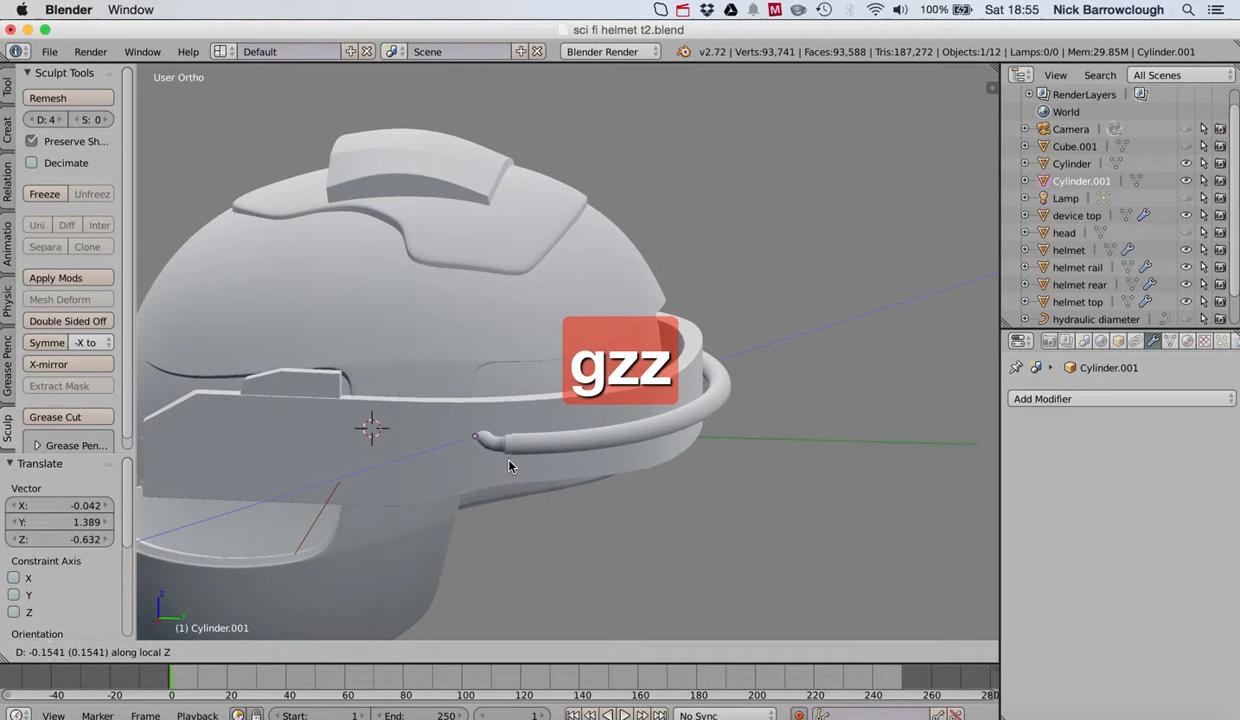 Blender Window 100% Sat 18:55 Nick Barrowclough
sci fi helmet t2.blend
File Render Window Help Default Scene Blender Render v2.72 | Verts:93,741 | Faces:93,588 | Tris:187,272 | Objects:1/12 | Lamps:0/0 | Mem:29.85M | Cylinder.001
Sculpt Tools
Remesh
D: 4 S: 0
Preserve Sh...
Decimate
Freeze Unfreez
Uni Diff Inter
Separa Clone
Apply Mods
Mesh Deform
Double Sided Off
Symme -X to
X-mirror
Extract Mask
Grease Cut
Grease Pen...
Tool
Creat
Relation
Animatio
Physic
Grease Penc
Sculp
Translate
Vector
X: -0.042
Y: 1.389
Z: -0.632
Constraint Axis
X
Y
Z
Orientation
User Ortho
gzz
z
y
(1) Cylinder.001
D: -0.1541 (0.1541) along local Z
View Search All Scenes
RenderLayers
World
Camera
Cube.001
Cylinder
Cylinder.001
Lamp
device top
head
helmet
helmet rail
helmet rear
helmet top
hydraulic diameter
Cylinder.001
Add Modifier
-40 -20 0 20 40 60 80 100 120 140 160 180 200 220 240 260 280
View Marker Frame Playback Start: 1 End: 250 1 No Sync